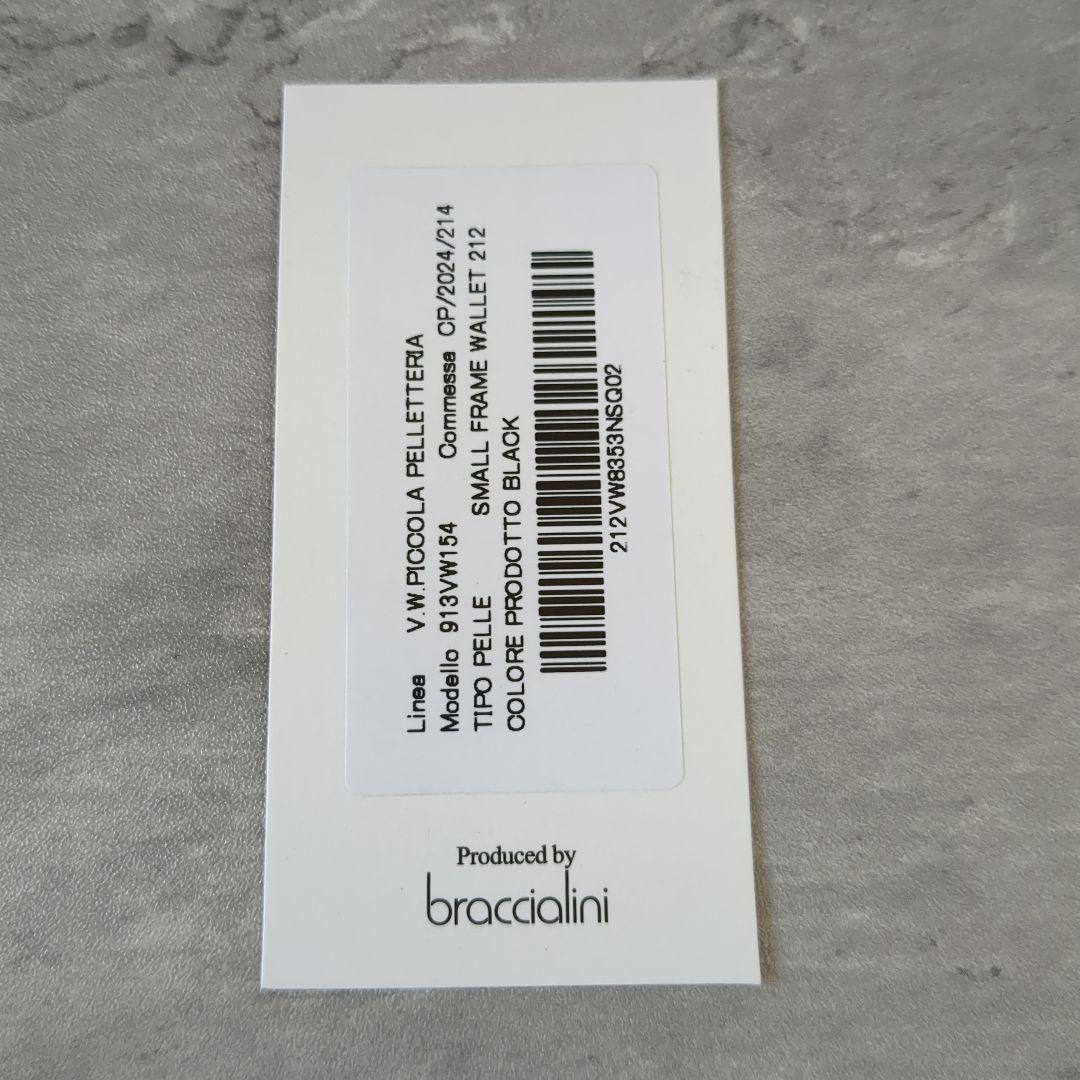 Linea V.W.PICCOLA PELLETTERIA
Modello 913VW154 Commessa CP/2024/214
TIPO PELLE SMALL FRAME WALLET 212
COLORE PRODOTTO BLACK
212VW8353NSQ02
Produced by
braccialini